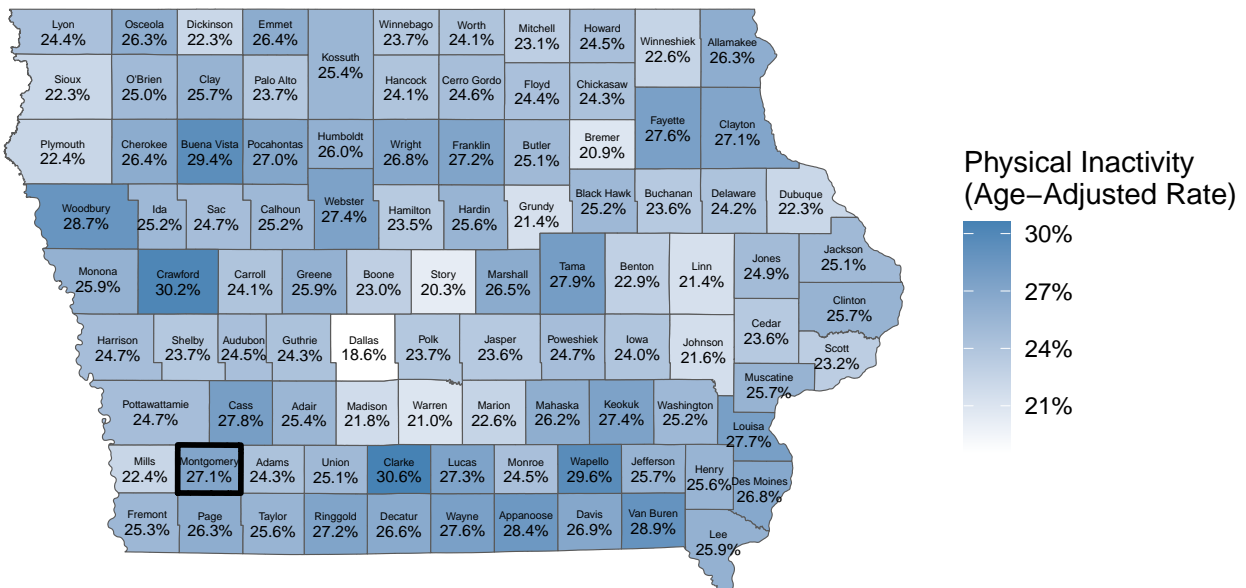 Lyon
24.4%
Osceola
26.3%
Dickinson
22.3%
Emmet
26.4%
Kossuth
25.4%
Winnebago
23.7%
Worth
24.1%
Mitchell
23.1%
Howard
24.5%
Winneshiek
22.6%
Allamakee
26.3%
Sioux
22.3%
O'Brien
25.0%
Clay
25.7%
Palo Alto
23.7%
Hancock
24.1%
Cerro Gordo
24.6%
Floyd
24.4%
Chickasaw
24.3%
Plymouth
22.4%
Cherokee
26.4%
Buena Vista
29.4%
Pocahontas
27.0%
Humboldt
26.0%
Wright
26.8%
Franklin
27.2%
Butler
25.1%
Bremer
20.9%
Fayette
27.6%
Clayton
27.1%
Woodbury
28.7%
Ida
25.2%
Sac
24.7%
Calhoun
25.2%
Webster
27.4%
Hamilton
23.5%
Hardin
25.6%
Grundy
21.4%
Black Hawk
25.2%
Buchanan
23.6%
Delaware
24.2%
Dubuque
22.3%
Monona
25.9%
Crawford
30.2%
Carroll
24.1%
Greene
25.9%
Boone
23.0%
Story
20.3%
Marshall
26.5%
Tama
27.9%
Benton
22.9%
Linn
21.4%
Jones
24.9%
Jackson
25.1%
Clinton
25.7%
Harrison
24.7%
Shelby
23.7%
Audubon
24.5%
Guthrie
24.3%
Dallas
18.6%
Polk
23.7%
Jasper
23.6%
Poweshiek
24.7%
Iowa
24.0%
Johnson
21.6%
Cedar
23.6%
Scott
23.2%
Muscatine
25.7%
Pottawattamie
24.7%
Cass
27.8%
Adair
25.4%
Madison
21.8%
Warren
21.0%
Marion
22.6%
Mahaska
26.2%
Keokuk
27.4%
Washington
25.2%
Louisa
27.7%
Mills
22.4%
Montgomery
27.1%
Adams
24.3%
Union
25.1%
Clarke
30.6%
Lucas
27.3%
Monroe
24.5%
Wapello
29.6%
Jefferson
25.7%
Henry
25.6%
Des Moines
26.8%
Fremont
25.3%
Page
26.3%
Taylor
25.6%
Ringgold
27.2%
Decatur
26.6%
Wayne
27.6%
Appanoose
28.4%
Davis
26.9%
Van Buren
28.9%
Lee
25.9%
Physical Inactivity
(Age−Adjusted Rate)
30%
27%
24%
21%